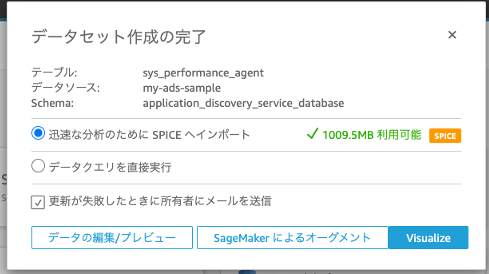 データセット作成の完了
テーブル: sys_performance_agent
データソース: my-ads-sample
Schema: application_discovery_service_database
迅速な分析のために SPICE へインポート 1009.5MB 利用可能 SPICE
データクエリを直接実行
更新が失敗したときに所有者にメールを送信
データの編集/プレビュー SageMaker によるオーグメント Visualize